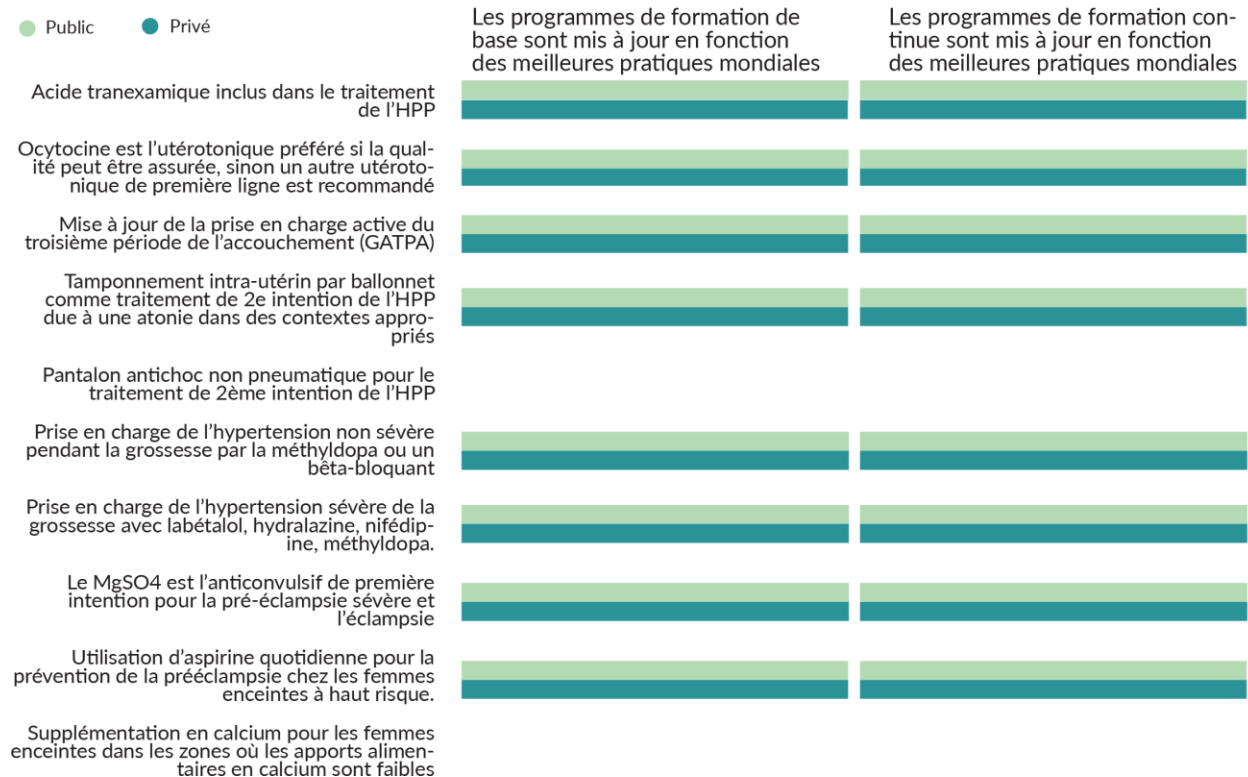 Public
Privé
Les programmes de formation de
base sont mis à jour en fonction
des meilleures pratiques mondiales
Les programmes de formation con-
tinue sont mis à jour en fonction
des meilleures pratiques mondiales
Acide tranexamique inclus dans le traitement
de l'HPP
Ocytocine est l'utérotonique préféré si la qual-
ité peut être assurée, sinon un autre utéroto-
nique de première ligne est recommandé
Mise à jour de la prise en charge active du
troisième période de l'accouchement (GATPA)
Tamponnement intra-utérin par ballonnet
comme traitement de 2e intention de l'HPP
due à une atonie dans des contextes appro-
priés
Pantalon antichoc non pneumatique pour le
traitement de 2ème intention de l'HPP
Prise en charge de l'hypertension non sévère
pendant la grossesse par la méthyldopa ou un
bêta-bloquant
Prise en charge de l'hypertension sévère de la
grossesse avec labétalol, hydralazine, nifédip-
ine, méthyldopa.
Le MgSO4 est l'anticonvulsif de première
intention pour la pré-éclampsie sévère et
l'éclampsie
Utilisation d'aspirine quotidienne pour la
prévention de la prééclampsie chez les femmes
enceintes à haut risque.
Supplémentation en calcium pour les femmes
enceintes dans les zones où les apports alimen-
taires en calcium sont faibles